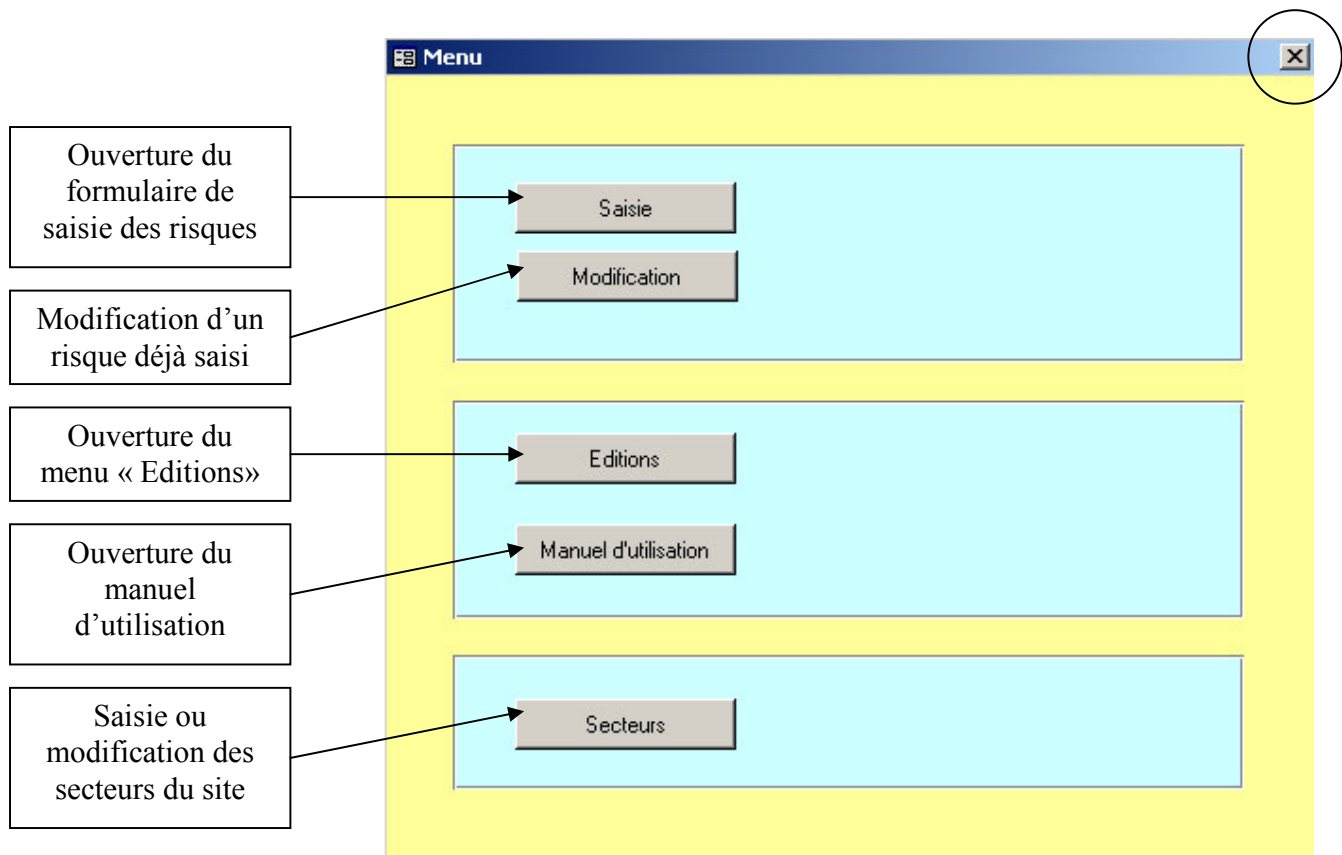 Menu
Ouverture du
formulaire de
saisie des risques
Saisie
Modification
Modification d’un
risque déjà saisi
Ouverture du
menu « Editions»
Editions
Ouverture du
manuel
d’utilisation
Manuel d'utilisation
Saisie ou
modification des
secteurs du site
Secteurs